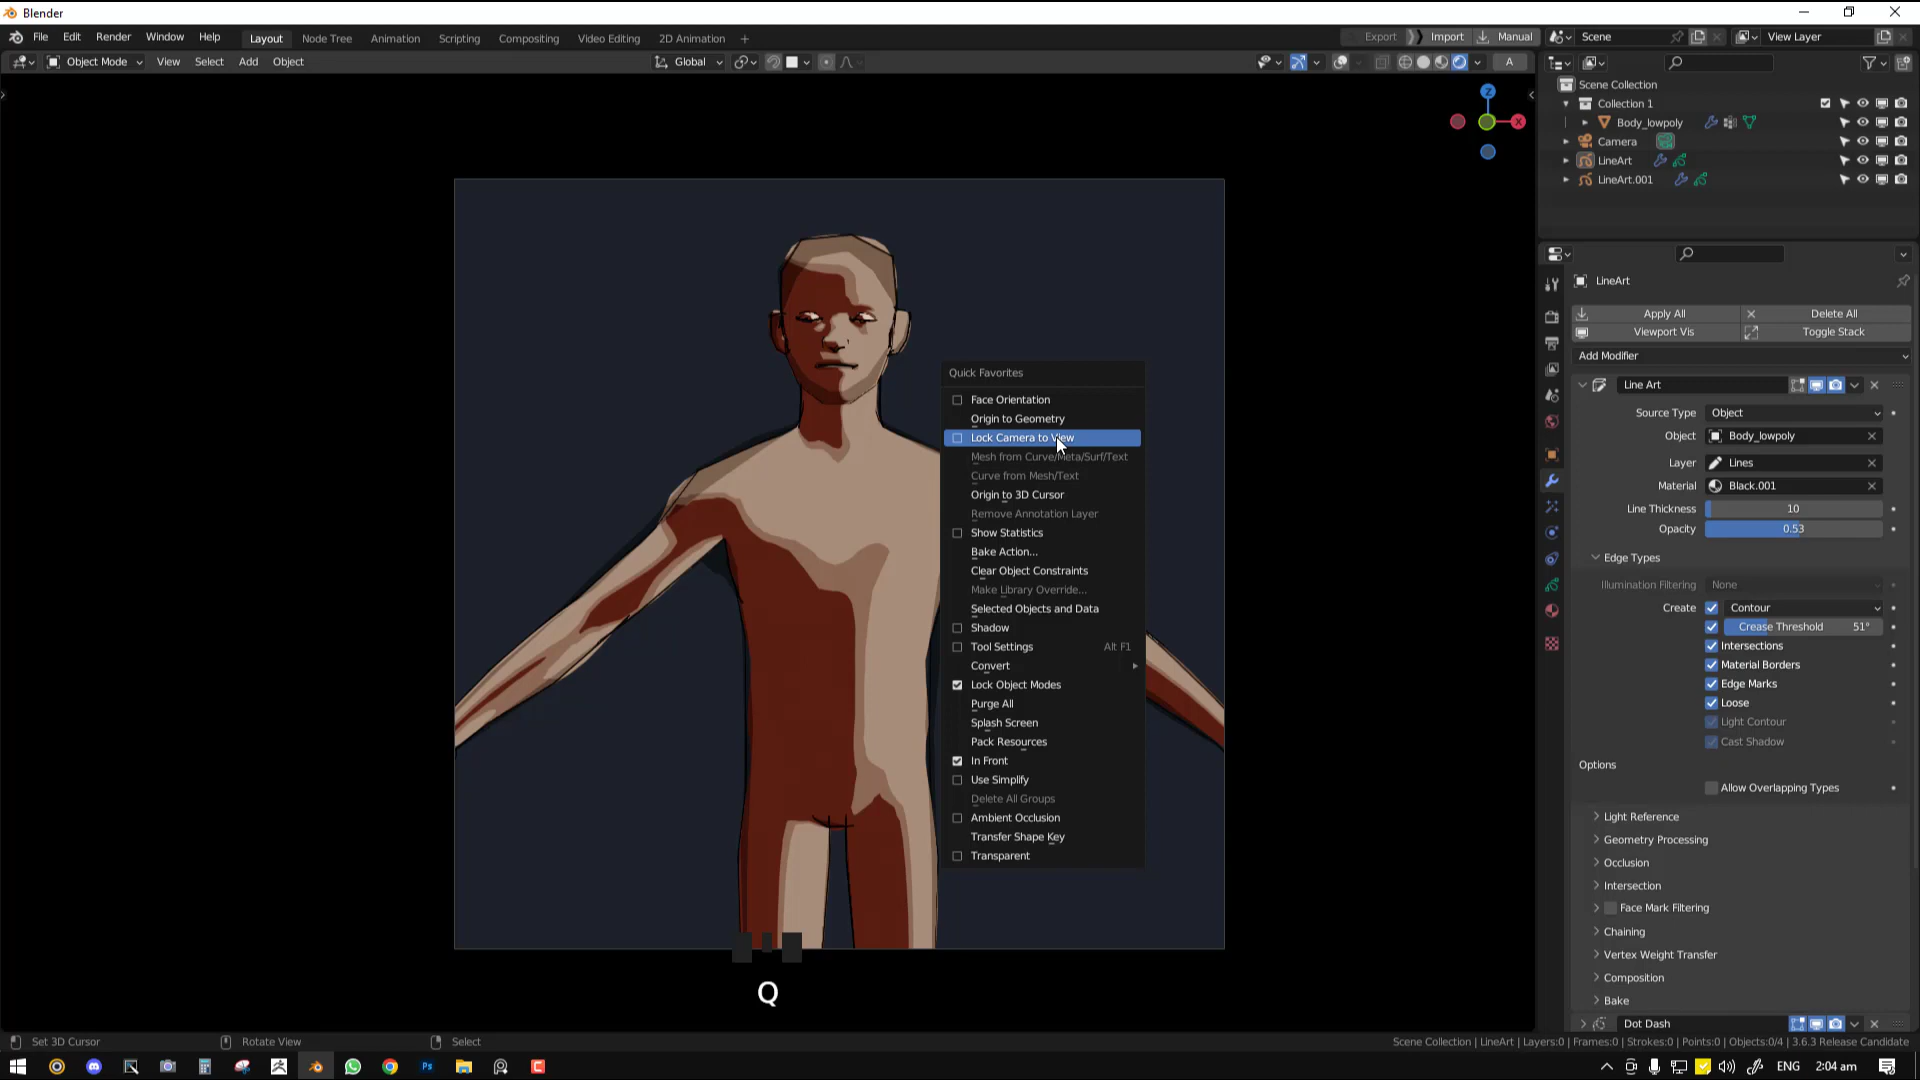 Blender
File Edit Render Window Help Layout Node Tree Animation Scripting Compositing Video Editing 2D Animation + Export Import Manual Scene View Layer
Object Mode View Select Add Object Global A
Z
X
Scene Collection
Collection 1
Body_lowpoly
Camera
LineArt
LineArt.001
LineArt
Apply All Delete All
Viewport Vis Toggle Stack
Add Modifier
Line Art
Source Type Object
Object Body_lowpoly
Layer Lines
Material Black.001
Line Thickness 10
Opacity 0.53
Edge Types
Illumination Filtering None
Create Contour
Crease Threshold 51°
Intersections
Material Borders
Edge Marks
Loose
Light Contour
Cast Shadow
Options
Allow Overlapping Types
Light Reference
Geometry Processing
Occlusion
Intersection
Face Mark Filtering
Chaining
Vertex Weight Transfer
Composition
Bake
Dot Dash
Quick Favorites
Face Orientation
Origin to Geometry
Lock Camera to View
Mesh from Curve/Meta/Surf/Text
Curve from Mesh/Text
Origin to 3D Cursor
Remove Annotation Layer
Show Statistics
Bake Action...
Clear Object Constraints
Make Library Override...
Selected Objects and Data
Shadow
Tool Settings Alt F1
Convert
Lock Object Modes
Purge All
Splash Screen
Pack Resources
In Front
Use Simplify
Delete All Groups
Ambient Occlusion
Transfer Shape Key
Transparent
Q
Set 3D Cursor Rotate View Select Scene Collection | LineArt | Layers:0 | Frames:0 | Strokes:0 | Points:0 | Objects:0/4 | 3.6.3 Release Candidate
Ps ENG 2:04 am